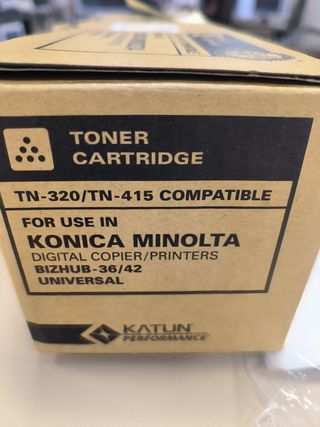 TONER
CARTRIDGE
TN-320/TN-415 COMPATIBLE
FOR USE IN
KONICA MINOLTA
DIGITAL COPIER/PRINTERS
BIZHUB-36/42
UNIVERSAL
KATUN
PERFORMANCE